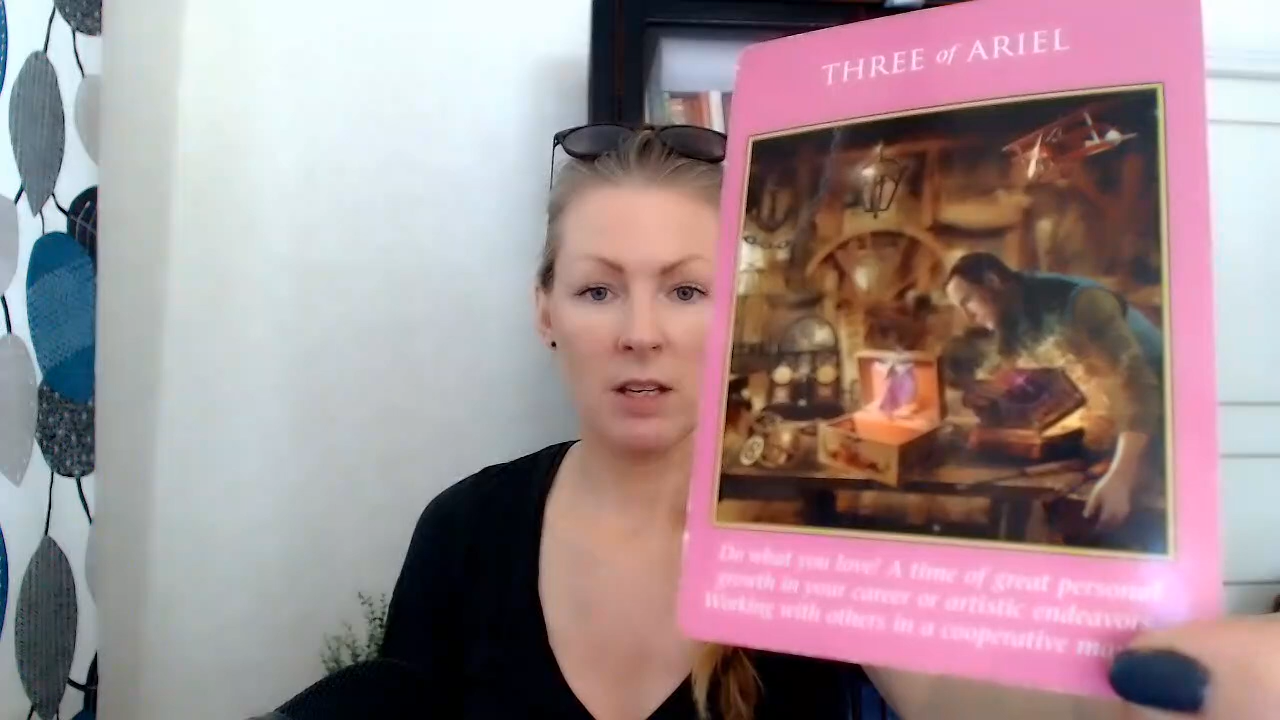 THREE of ARIEL
Do what you love! A time of great personal
growth in your career or artistic endeavors.
Working with others in a cooperative